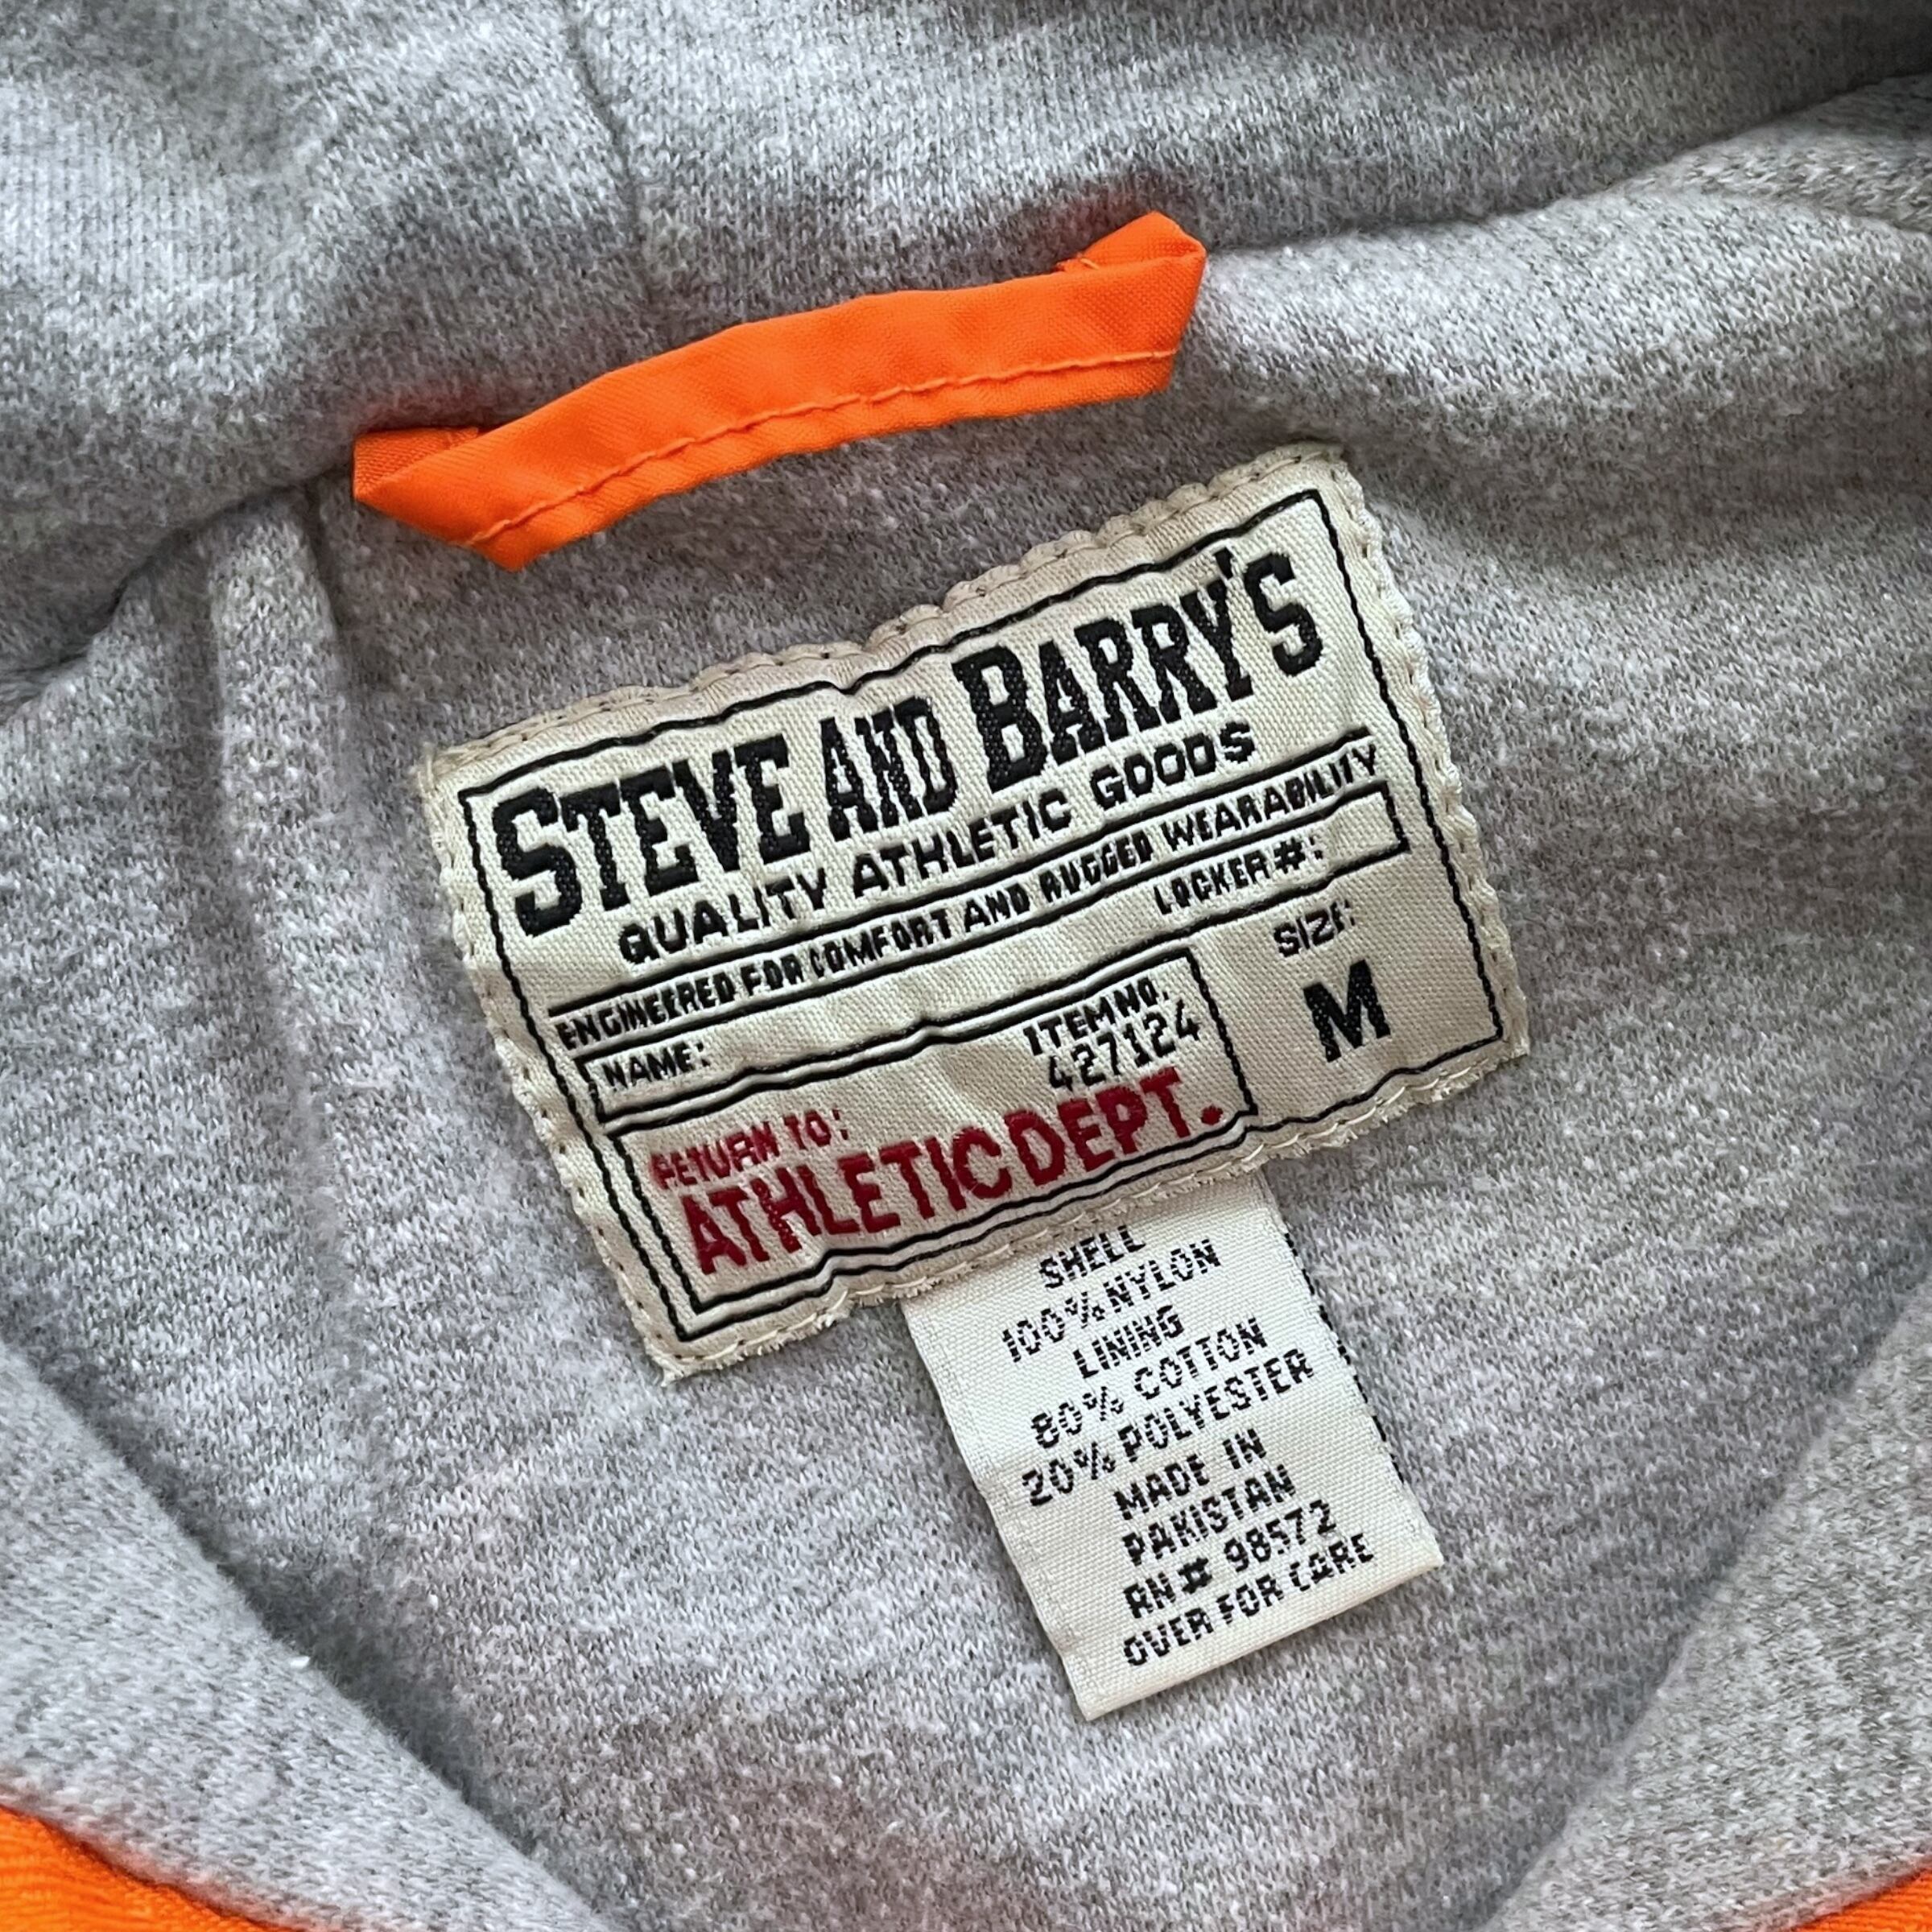 STEVE AND BARRY'S
QUALITY ATHLETIC GOODS
ENGINEERED FOR COMFORT AND RUGGED WEARABILITY
NAME: LOCKER #:
ITEM NO. SIZE:
427124 M
RETURN TO:
ATHLETIC DEPT.
SHELL
100% NYLON
LINING
80% COTTON
20% POLYESTER
MADE IN
PAKISTAN
RN# 98572
OVER FOR CARE